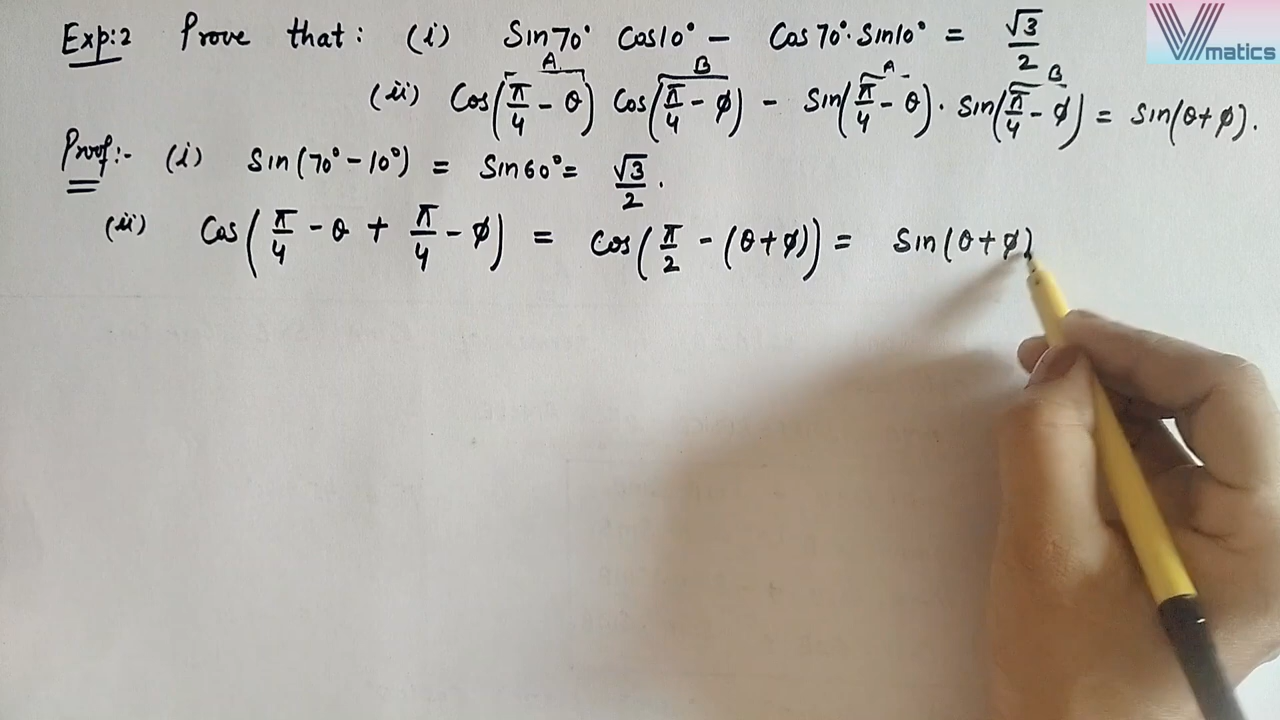 Exp:2 Prove that: (i) Sin70° Cos10° - Cos70°·Sin10° = √3/2
A B A B
(ii) Cos(π/4 - θ) Cos(π/4 - ϕ) - Sin(π/4 - θ)·Sin(π/4 - ϕ) = Sin(θ+ϕ).
Proof:- (i) Sin(70°-10°) = Sin60° = √3/2.
(ii) Cos(π/4 - θ + π/4 - ϕ) = Cos(π/2 - (θ+ϕ)) = Sin(θ+ϕ)
Vmatics